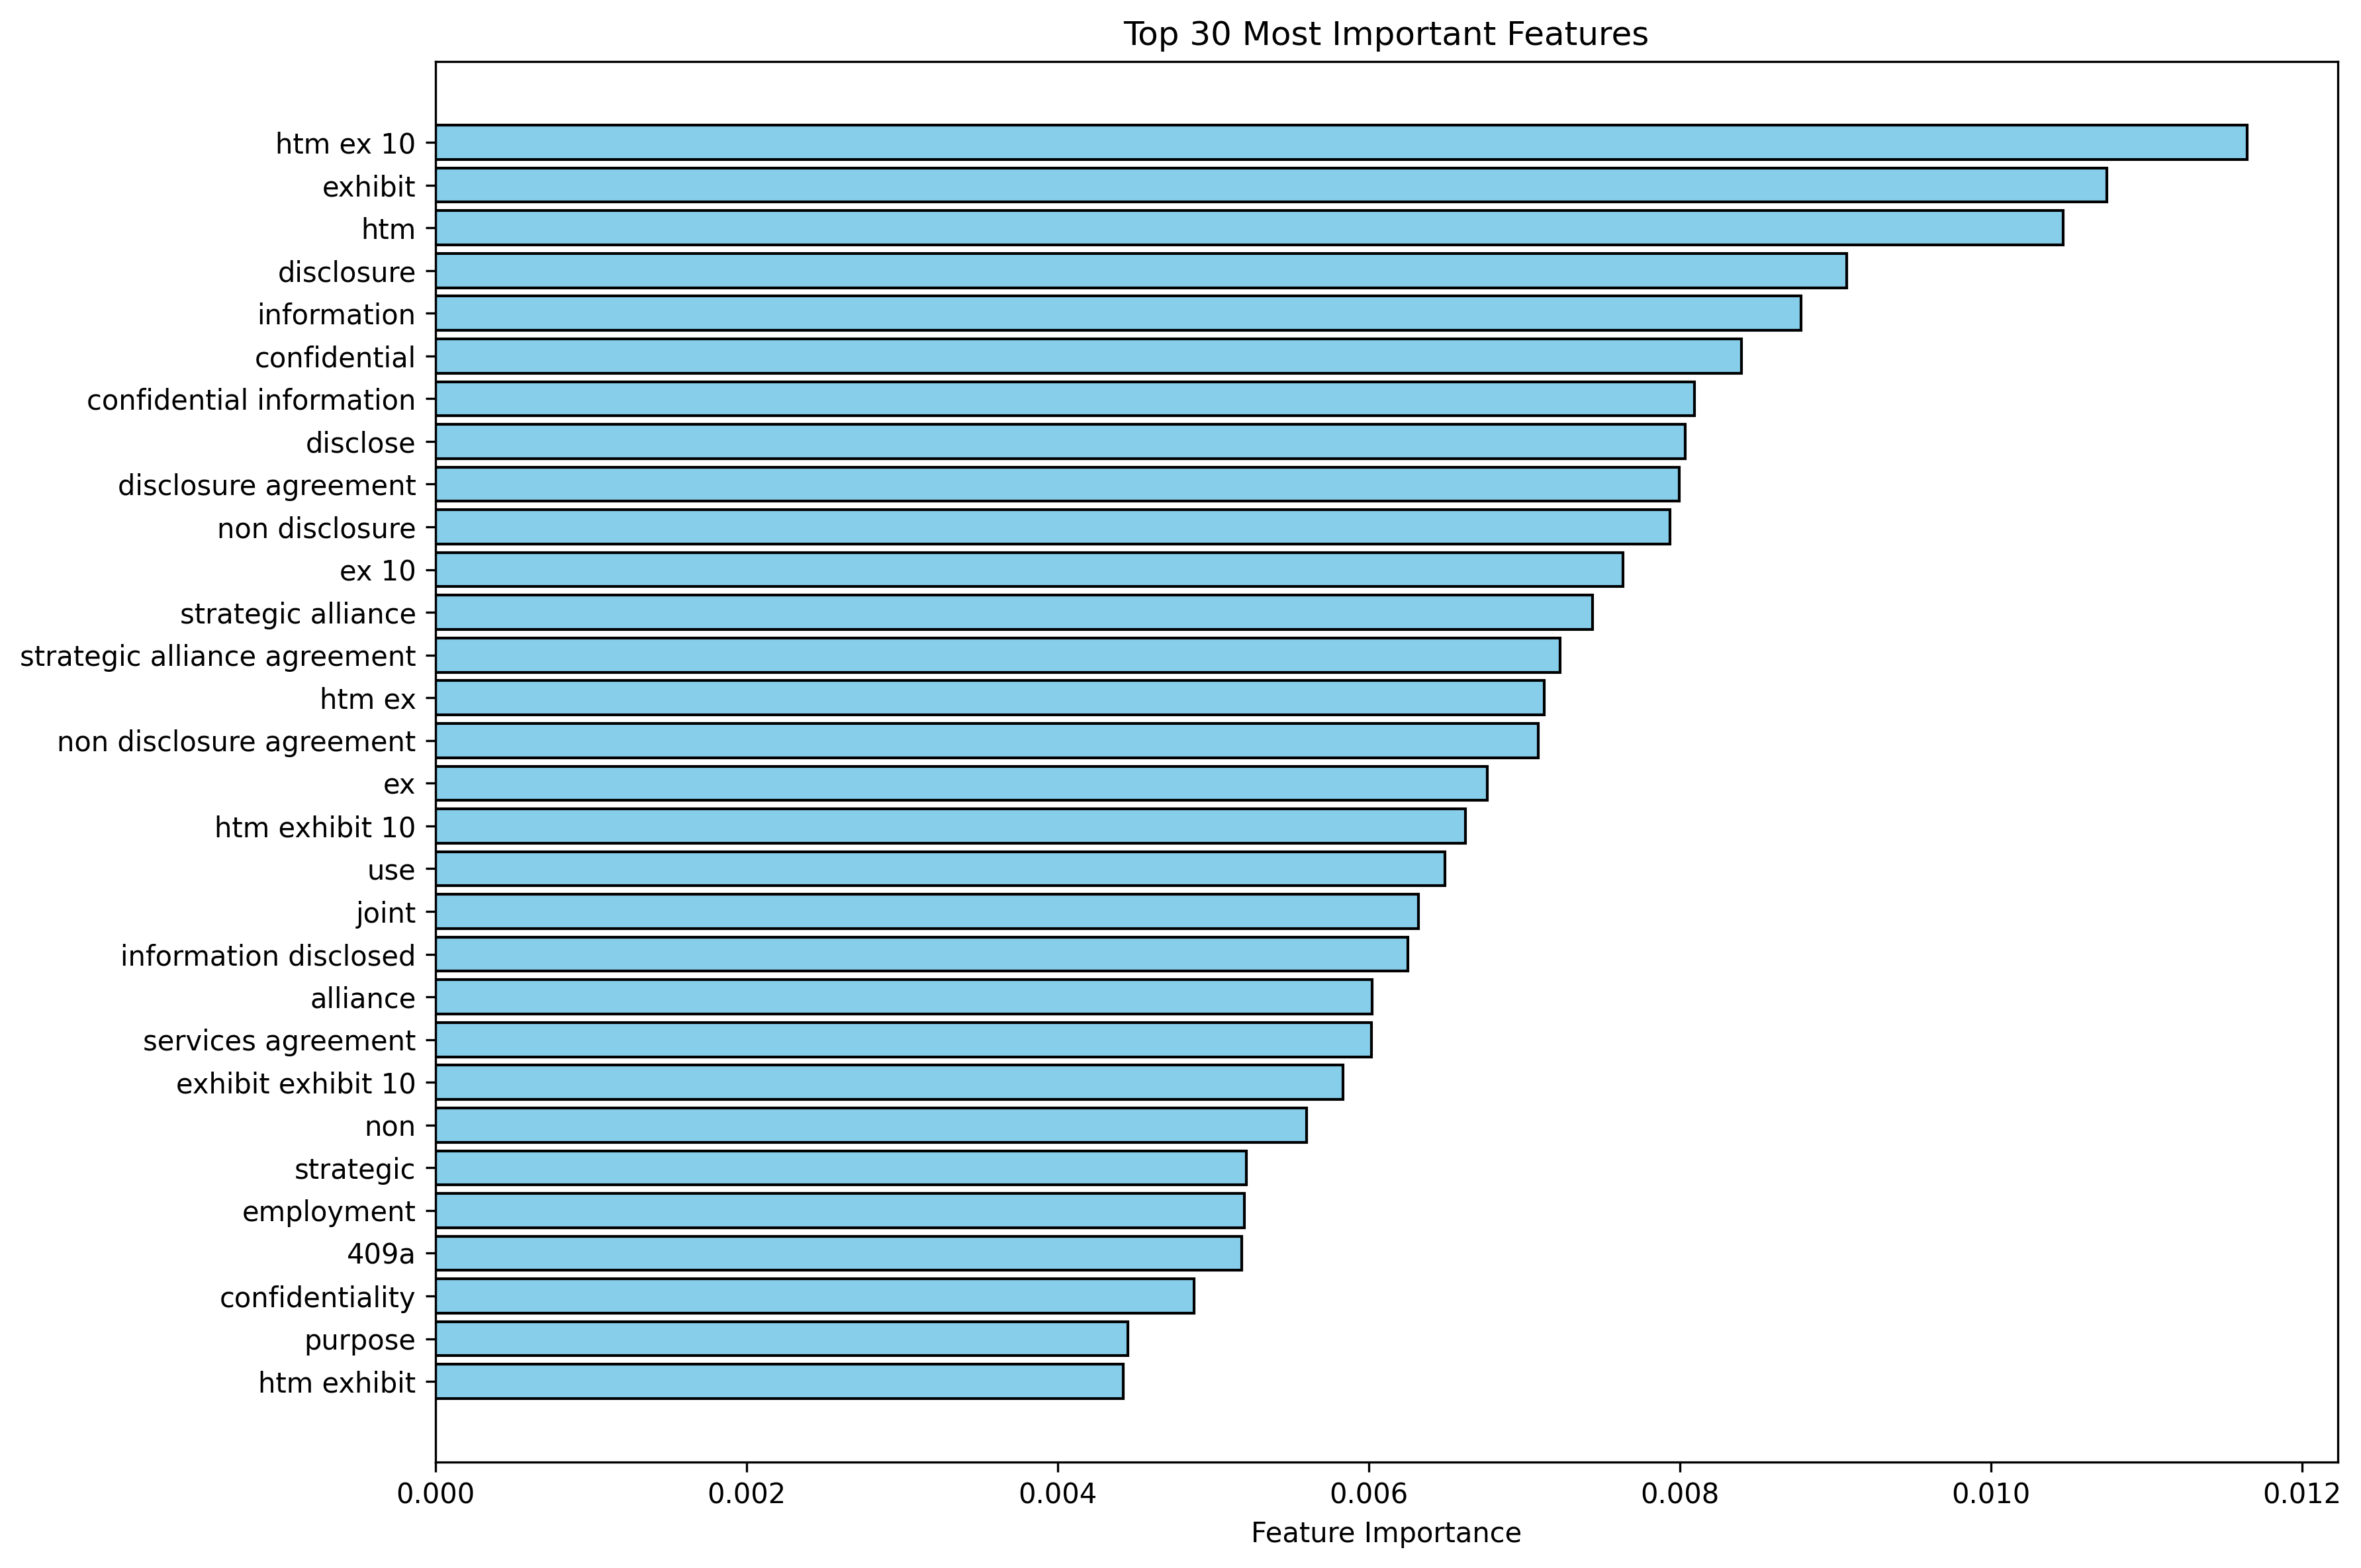 Top 30 Most Important Features
htm ex 10
exhibit
htm
disclosure
information
confidential
confidential information
disclose
disclosure agreement
non disclosure
ex 10
strategic alliance
strategic alliance agreement
htm ex
non disclosure agreement
ex
htm exhibit 10
use
joint
information disclosed
alliance
services agreement
exhibit exhibit 10
non
strategic
employment
409a
confidentiality
purpose
htm exhibit
0.000 0.002 0.004 0.006 0.008 0.010 0.012
Feature Importance